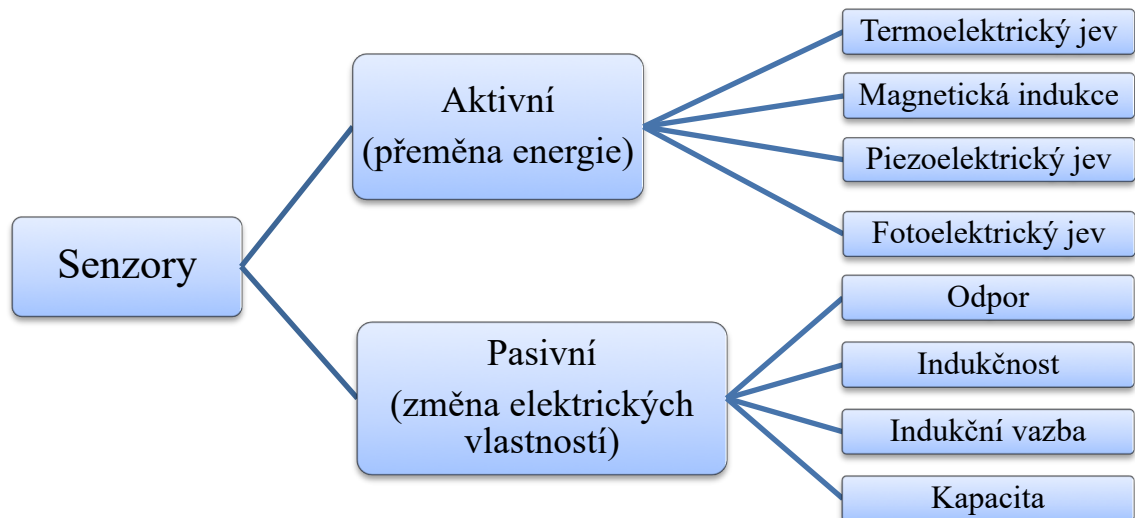 Senzory
Aktivní
(přeměna energie)
Termoelektrický jev
Magnetická indukce
Piezoelektrický jev
Fotoelektrický jev
Pasivní
(změna elektrických
vlastností)
Odpor
Indukčnost
Indukční vazba
Kapacita